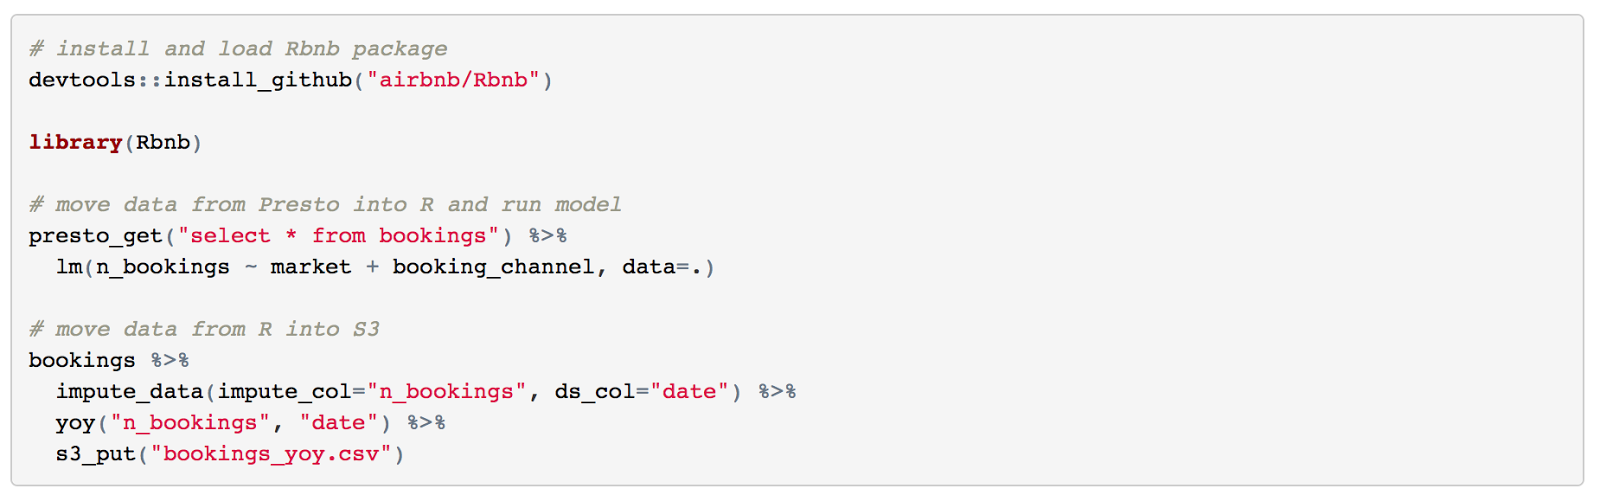 # install and load Rbnb package
devtools::install_github("airbnb/Rbnb")
library(Rbnb)
# move data from Presto into R and run model
presto_get("select * from bookings") %>%
lm(n_bookings ~ market + booking_channel, data=.)
# move data from R into S3
bookings %>%
impute_data(impute_col="n_bookings", ds_col="date") %>%
yoy("n_bookings", "date") %>%
s3_put("bookings_yoy.csv")